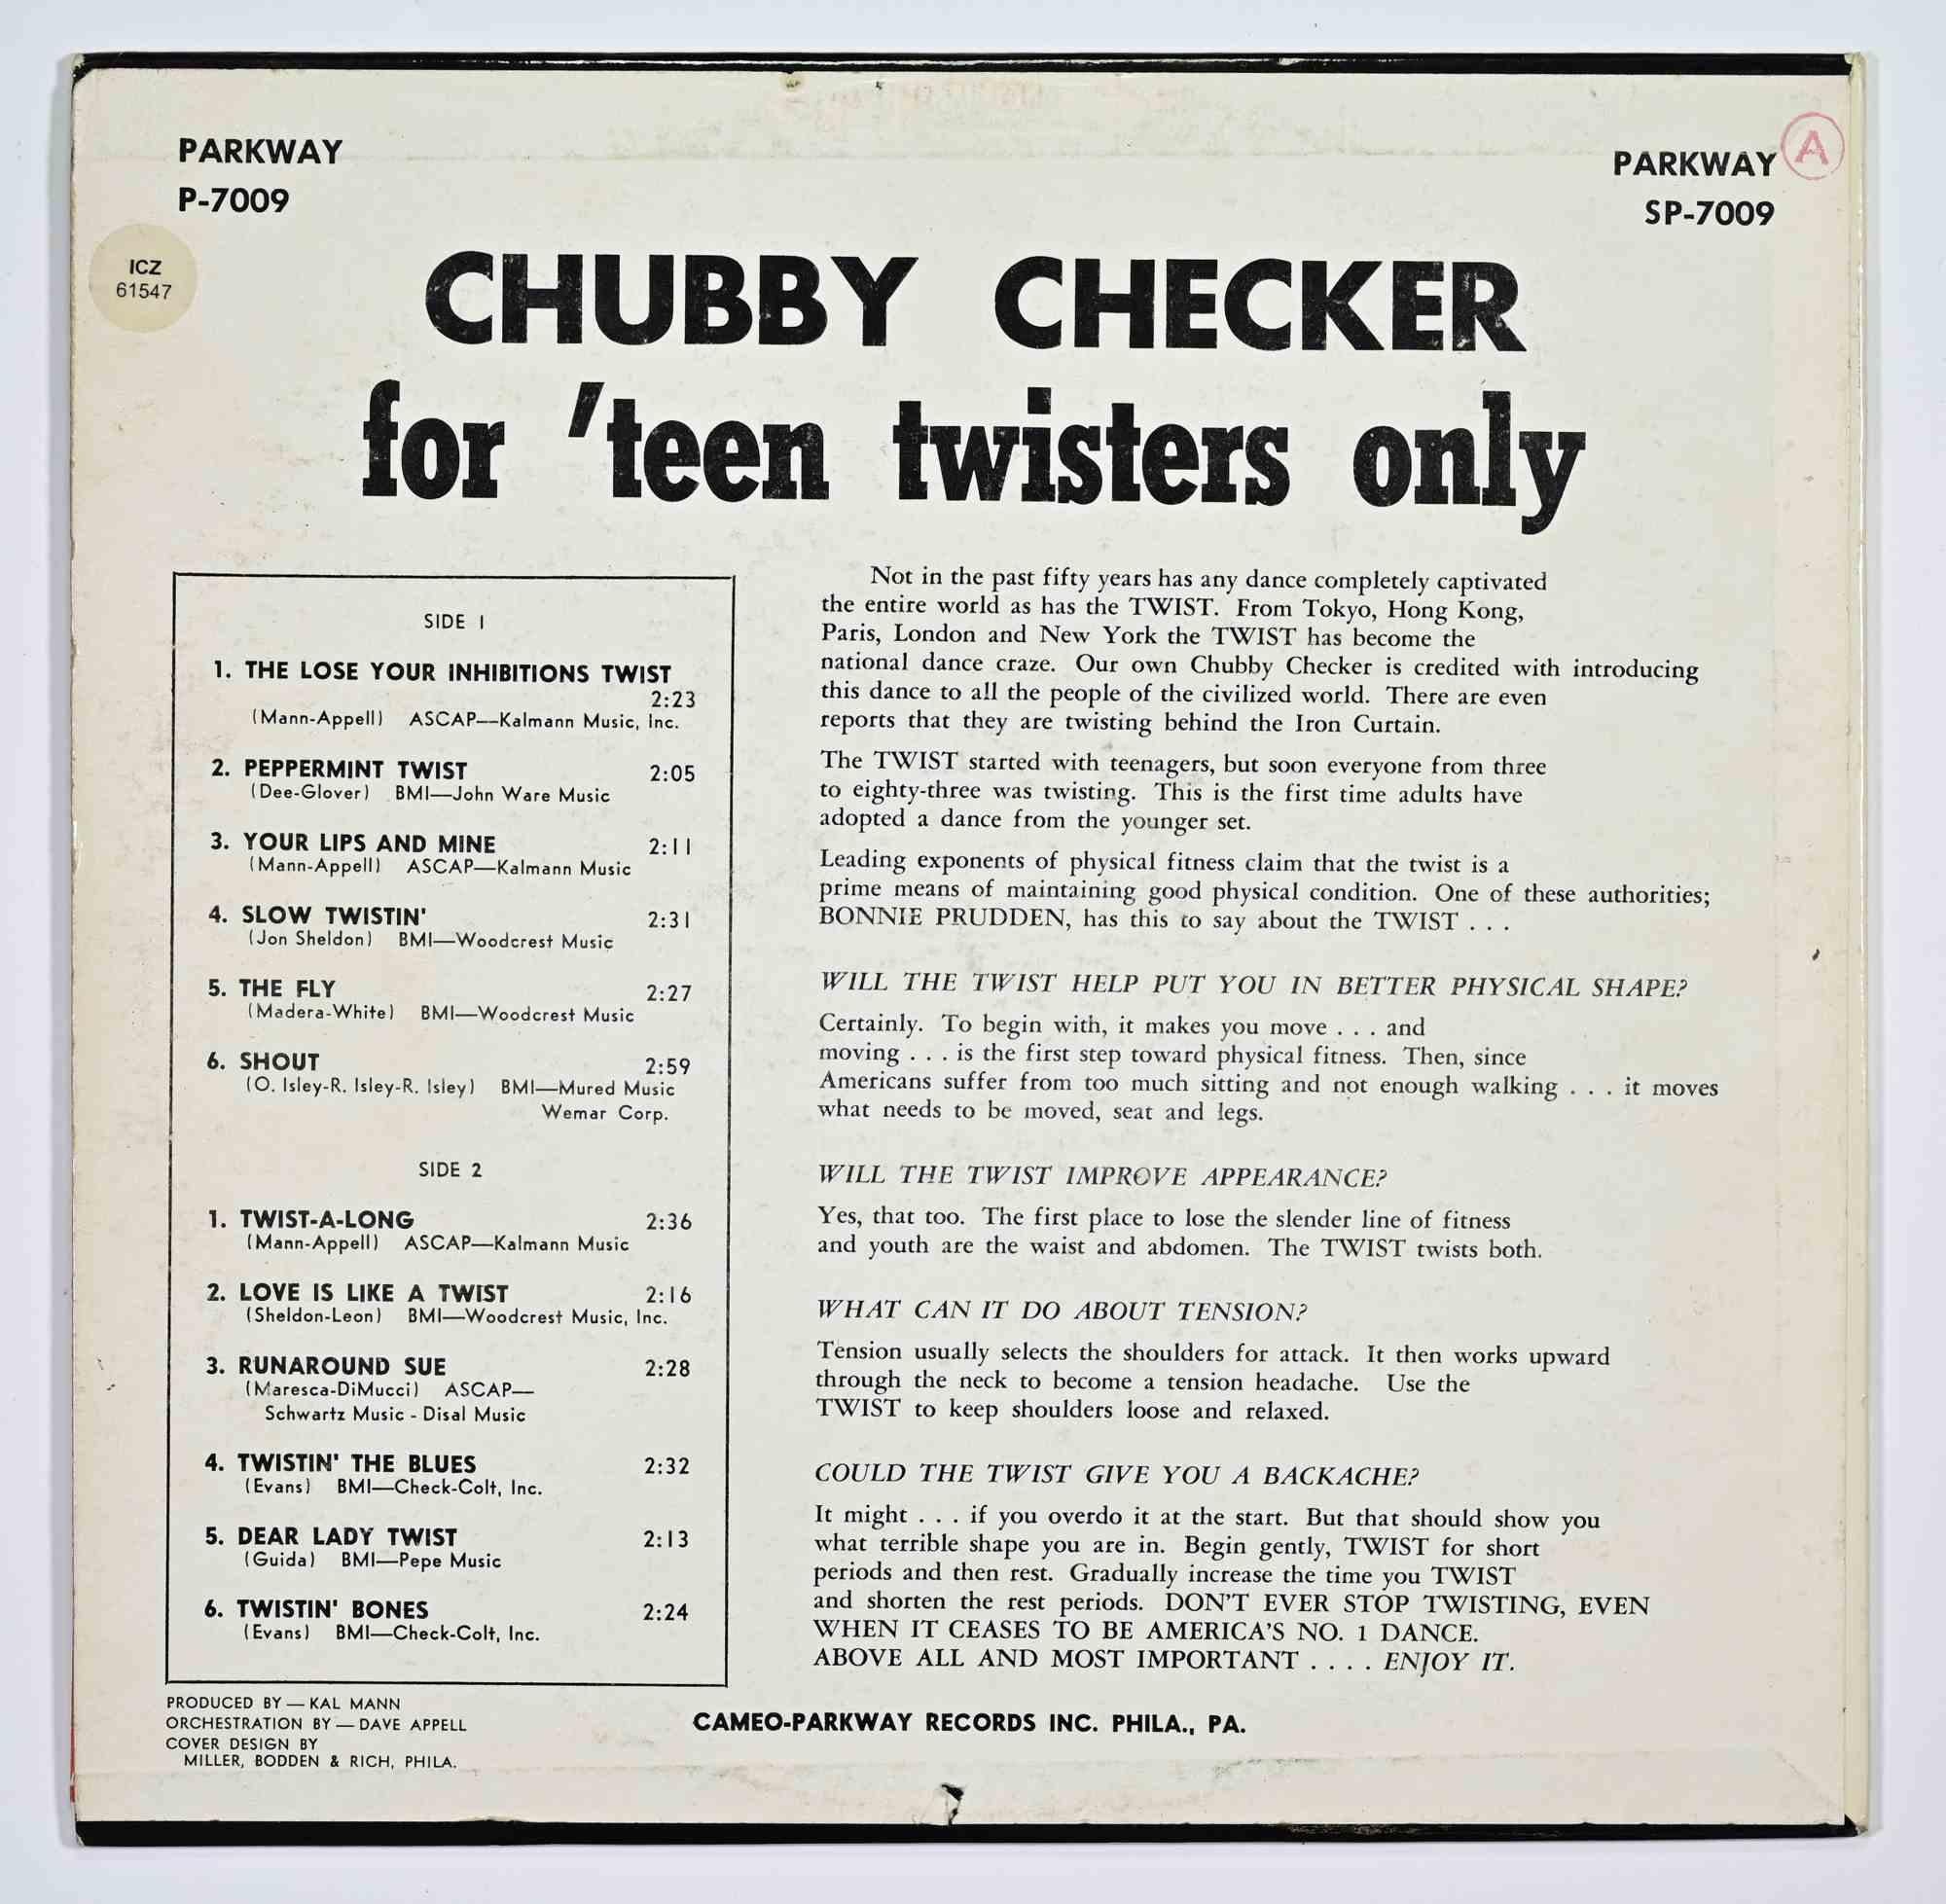 PARKWAY
P-7009
PARKWAY
SP-7009
A
ICZ
61547
CHUBBY CHECKER
for 'teen twisters only
SIDE 1
1. THE LOSE YOUR INHIBITIONS TWIST
2:23
(Mann-Appell) ASCAP—Kalmann Music, Inc.
2. PEPPERMINT TWIST 2:05
(Dee-Glover) BMI—John Ware Music
3. YOUR LIPS AND MINE 2:11
(Mann-Appell) ASCAP—Kalmann Music
4. SLOW TWISTIN' 2:31
(Jon Sheldon) BMI—Woodcrest Music
5. THE FLY 2:27
(Madera-White) BMI—Woodcrest Music
6. SHOUT 2:59
(O. Isley-R. Isley-R. Isley) BMI—Mured Music
Wemar Corp.
SIDE 2
1. TWIST-A-LONG 2:36
(Mann-Appell) ASCAP—Kalmann Music
2. LOVE IS LIKE A TWIST 2:16
(Sheldon-Leon) BMI—Woodcrest Music, Inc.
3. RUNAROUND SUE 2:28
(Maresca-DiMucci) ASCAP—
Schwartz Music - Disal Music
4. TWISTIN' THE BLUES 2:32
(Evans) BMI—Check-Colt, Inc.
5. DEAR LADY TWIST 2:13
(Guida) BMI—Pepe Music
6. TWISTIN' BONES 2:24
(Evans) BMI—Check-Colt, Inc.
PRODUCED BY — KAL MANN
ORCHESTRATION BY — DAVE APPELL
COVER DESIGN BY
MILLER, BODDEN & RICH, PHILA.
Not in the past fifty years has any dance completely captivated
the entire world as has the TWIST. From Tokyo, Hong Kong,
Paris, London and New York the TWIST has become the
national dance craze. Our own Chubby Checker is credited with introducing
this dance to all the people of the civilized world. There are even
reports that they are twisting behind the Iron Curtain.
The TWIST started with teenagers, but soon everyone from three
to eighty-three was twisting. This is the first time adults have
adopted a dance from the younger set.
Leading exponents of physical fitness claim that the twist is a
prime means of maintaining good physical condition. One of these authorities;
BONNIE PRUDDEN, has this to say about the TWIST . . .
WILL THE TWIST HELP PUT YOU IN BETTER PHYSICAL SHAPE?
Certainly. To begin with, it makes you move . . . and
moving . . . is the first step toward physical fitness. Then, since
Americans suffer from too much sitting and not enough walking . . . it moves
what needs to be moved, seat and legs.
WILL THE TWIST IMPROVE APPEARANCE?
Yes, that too. The first place to lose the slender line of fitness
and youth are the waist and abdomen. The TWIST twists both.
WHAT CAN IT DO ABOUT TENSION?
Tension usually selects the shoulders for attack. It then works upward
through the neck to become a tension headache. Use the
TWIST to keep shoulders loose and relaxed.
COULD THE TWIST GIVE YOU A BACKACHE?
It might . . . if you overdo it at the start. But that should show you
what terrible shape you are in. Begin gently, TWIST for short
periods and then rest. Gradually increase the time you TWIST
and shorten the rest periods. DON'T EVER STOP TWISTING, EVEN
WHEN IT CEASES TO BE AMERICA'S NO. 1 DANCE.
ABOVE ALL AND MOST IMPORTANT . . . . ENJOY IT.
CAMEO-PARKWAY RECORDS INC. PHILA., PA.